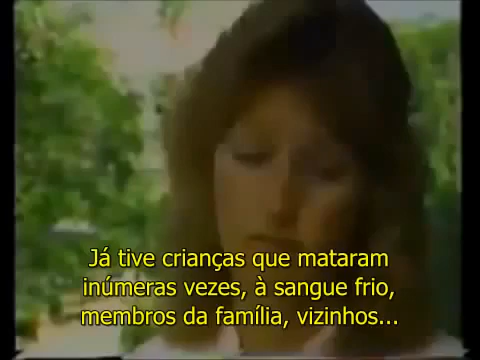 Já tive crianças que mataram
inúmeras vezes, à sangue frio,
membros da família, vizinhos...